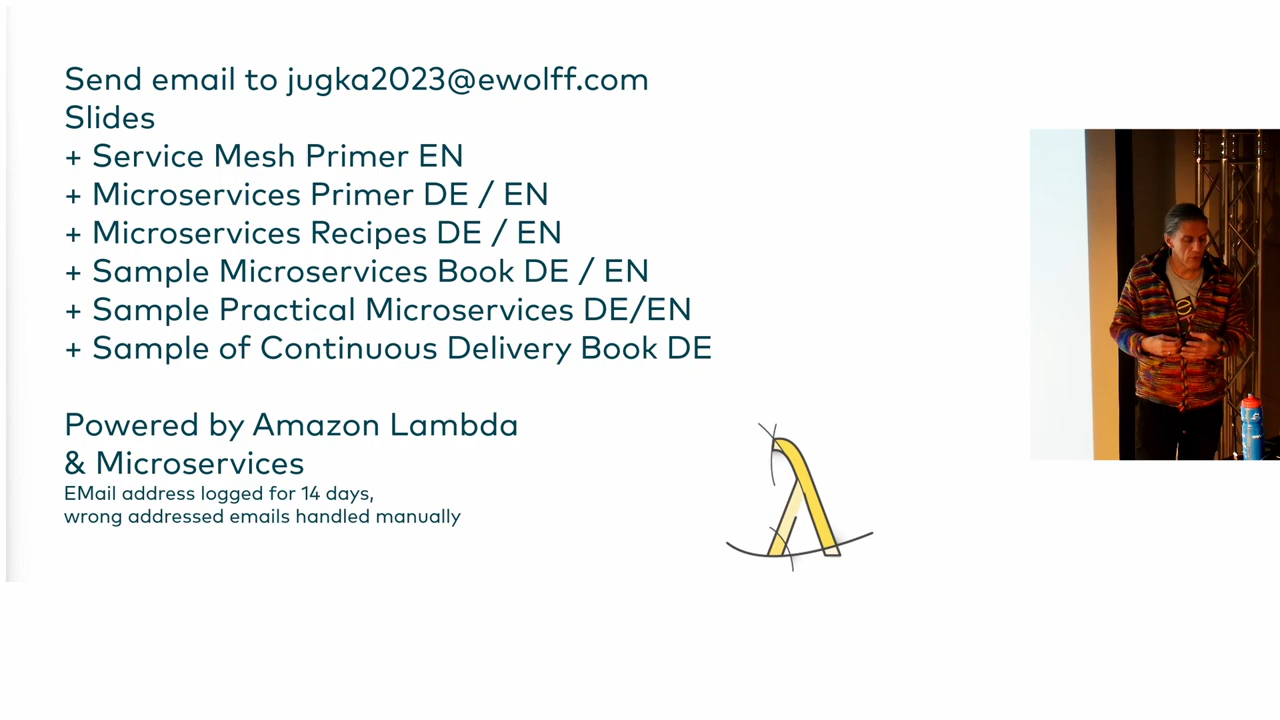 Send email to jugka2023@ewolff.com
Slides
+ Service Mesh Primer EN
+ Microservices Primer DE / EN
+ Microservices Recipes DE / EN
+ Sample Microservices Book DE / EN
+ Sample Practical Microservices DE/EN
+ Sample of Continuous Delivery Book DE
Powered by Amazon Lambda
& Microservices
EMail address logged for 14 days,
wrong addressed emails handled manually